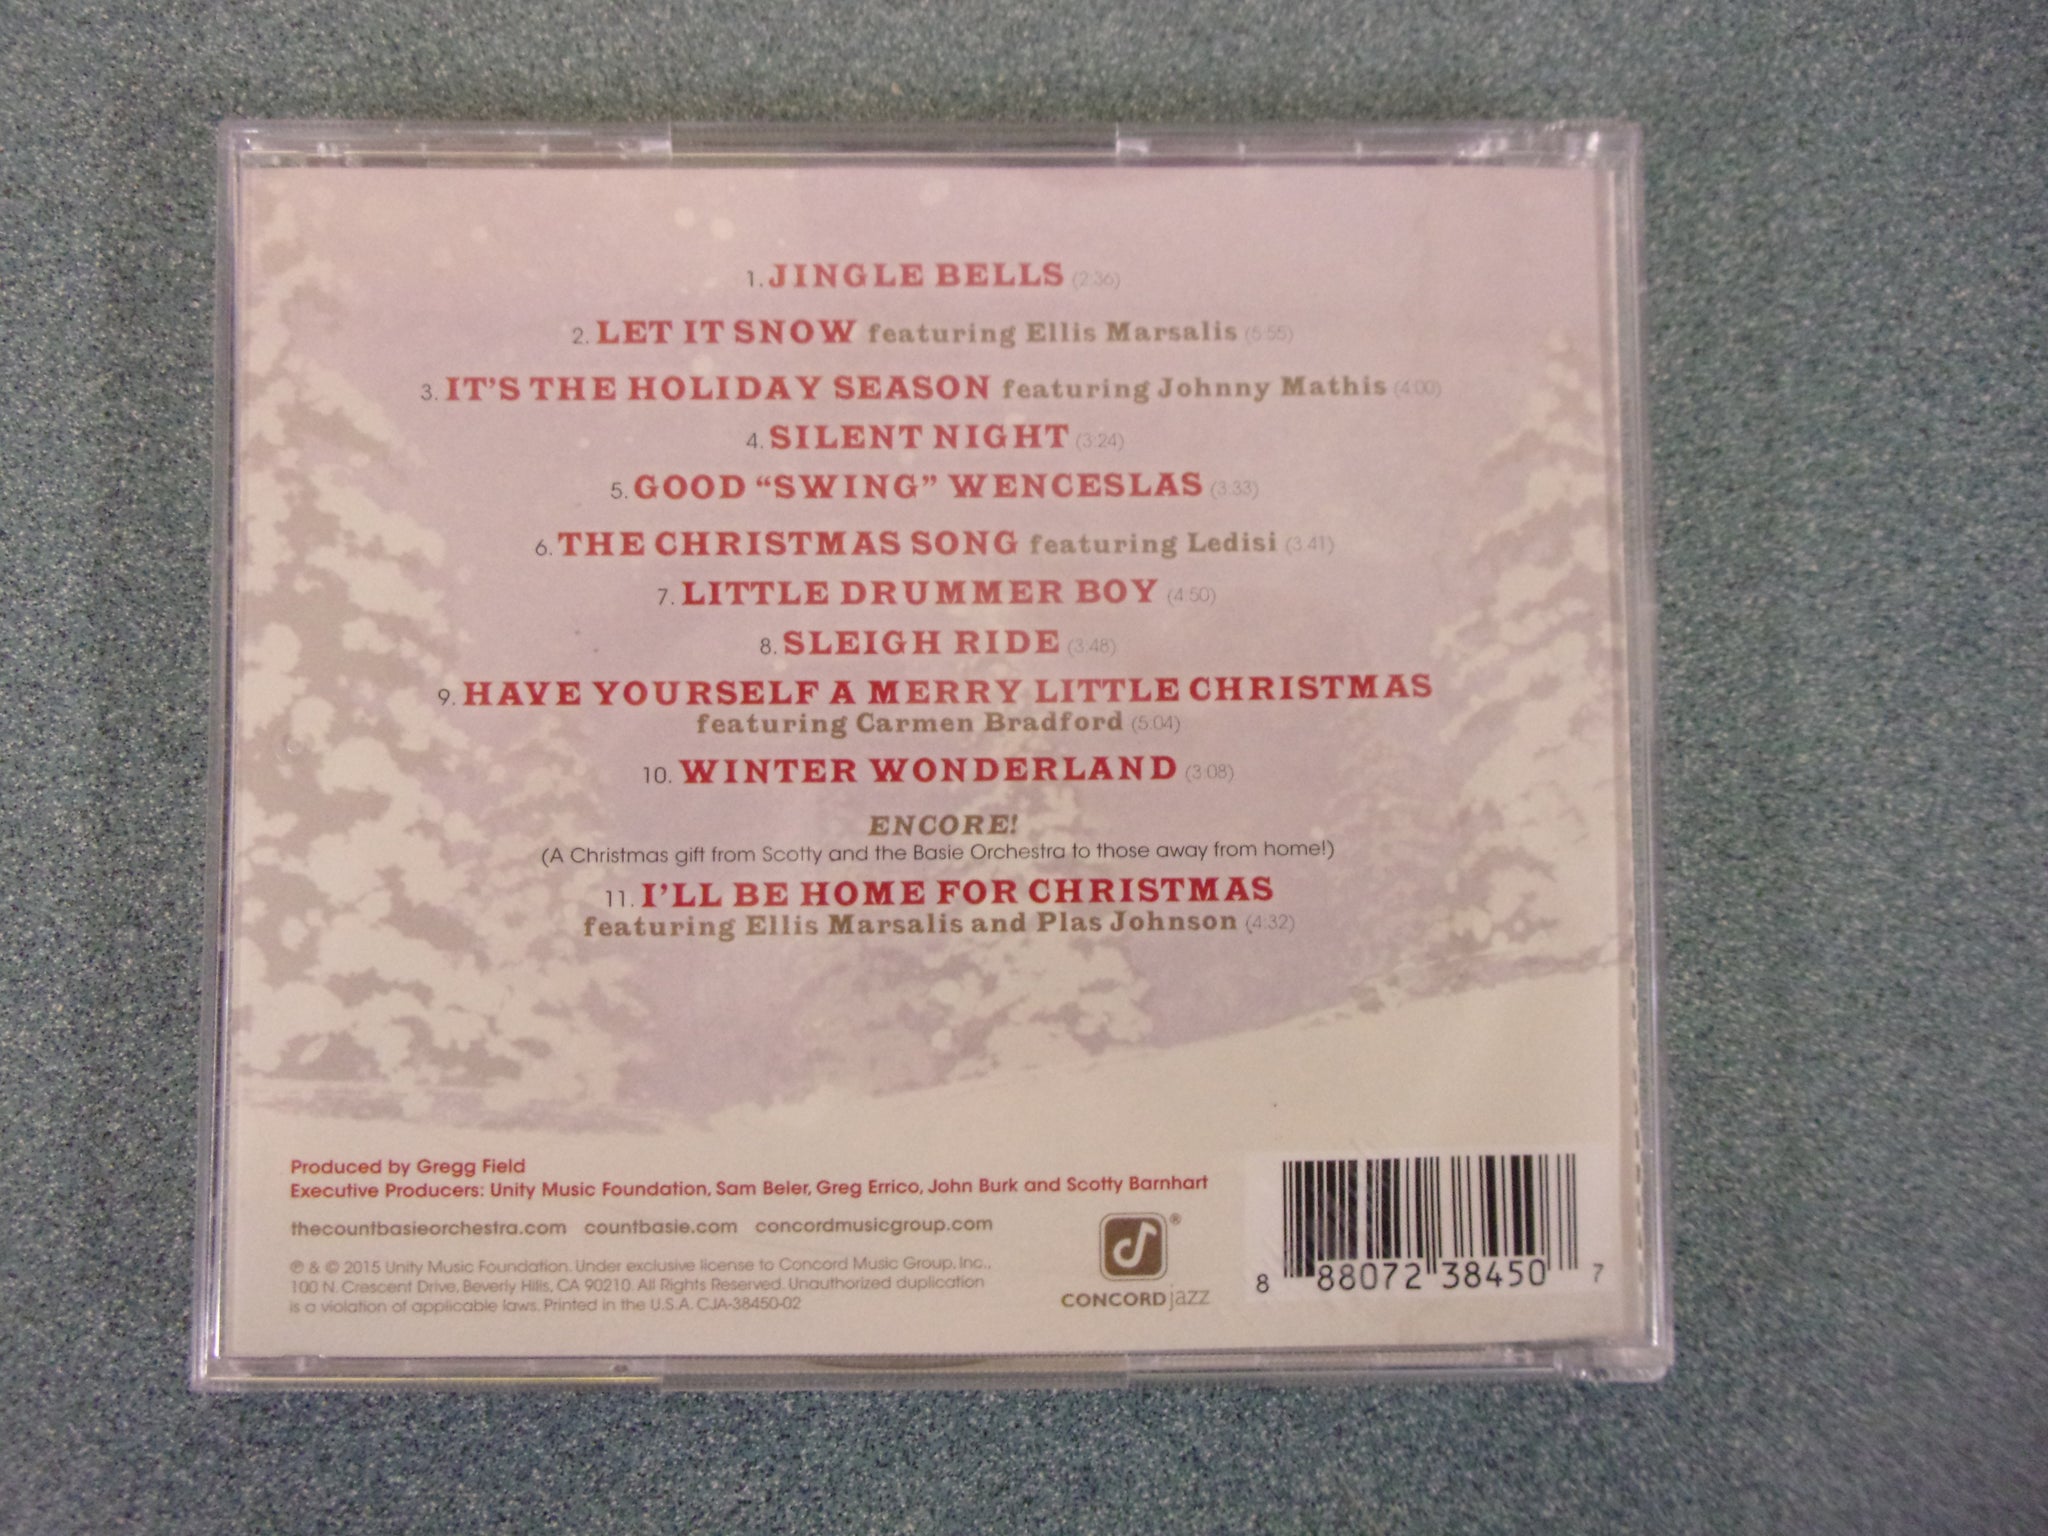 1. JINGLE BELLS (2:36)
2. LET IT SNOW featuring Ellis Marsalis (5:55)
3. IT'S THE HOLIDAY SEASON featuring Johnny Mathis (4:00)
4. SILENT NIGHT (3:24)
5. GOOD “SWING” WENCESLAS (3:33)
6. THE CHRISTMAS SONG featuring Ledisi (3:41)
7. LITTLE DRUMMER BOY (4:50)
8. SLEIGH RIDE (3:48)
9. HAVE YOURSELF A MERRY LITTLE CHRISTMAS
featuring Carmen Bradford (5:04)
10. WINTER WONDERLAND (3:08)
ENCORE!
(A Christmas gift from Scotty and the Basie Orchestra to those away from home!)
11. I'LL BE HOME FOR CHRISTMAS
featuring Ellis Marsalis and Plas Johnson (4:32)
Produced by Gregg Field
Executive Producers: Unity Music Foundation, Sam Beler, Greg Errico, John Burk and Scotty Barnhart
thecountbasieorchestra.com countbasie.com concordmusicgroup.com
℗ & © 2015 Unity Music Foundation. Under exclusive license to Concord Music Group, Inc.,
100 N. Crescent Drive, Beverly Hills, CA 90210. All Rights Reserved. Unauthorized duplication
is a violation of applicable laws. Printed in the U.S.A. CJA-38450-02
®
CONCORD jazz
8 88072 38450 7